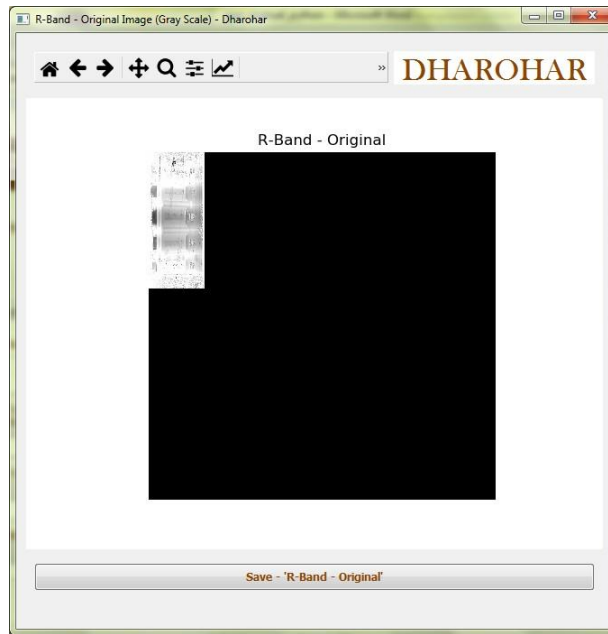 R-Band - Original Image (Gray Scale) - Dharohar
»
DHAROHAR
R-Band - Original
Save - 'R-Band - Original'